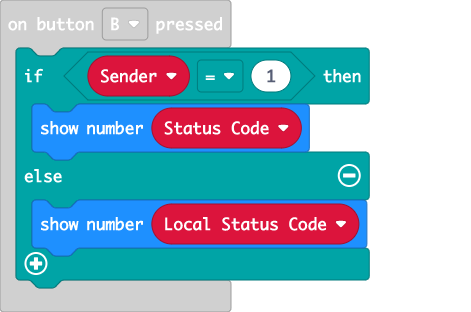 on button B pressed
if Sender = 1 then
show number Status Code
else
show number Local Status Code